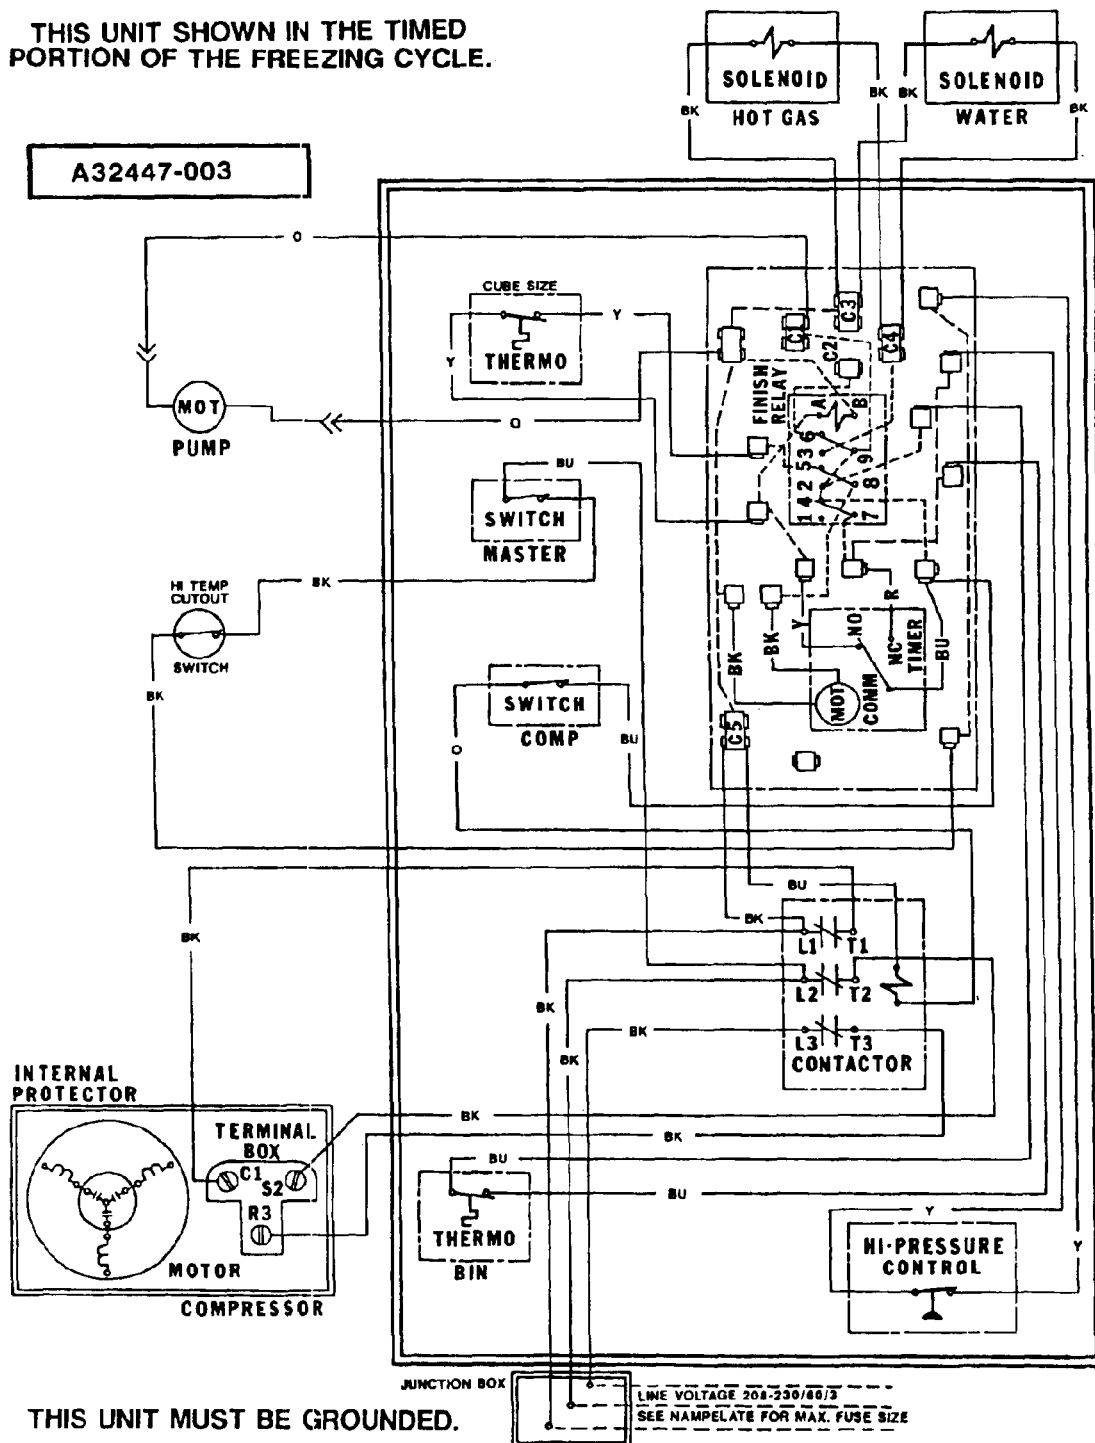 THIS UNIT SHOWN IN THE TIMED
PORTION OF THE FREEZING CYCLE.
A32447-003
SOLENOID
HOT GAS
SOLENOID
WATER
BK
BK
BK
BK
O
CUBE SIZE
THERMO
Y
Y
C1
C2
C3
C4
FINISH
RELAY
A
B
6
5 3
9
4 2
8
1
7
MOT
PUMP
O
BU
SWITCH
MASTER
BK
HI TEMP
CUTOUT
SWITCH
BK
SWITCH
COMP
O
BU
BK
BK
Y
R
BU
NO
NC
TIMER
MOT
COMM
C5
BU
BK
BK
L1 T1
L2 T2
L3 T3
CONTACTOR
BK
BK
BK
INTERNAL
PROTECTOR
TERMINAL
BOX
C1
S2
R3
MOTOR
COMPRESSOR
BK
BK
BU
BU
THERMO
BIN
Y
Y
HI-PRESSURE
CONTROL
JUNCTION BOX
LINE VOLTAGE 208-230/60/3
SEE NAMPELATE FOR MAX. FUSE SIZE
THIS UNIT MUST BE GROUNDED.